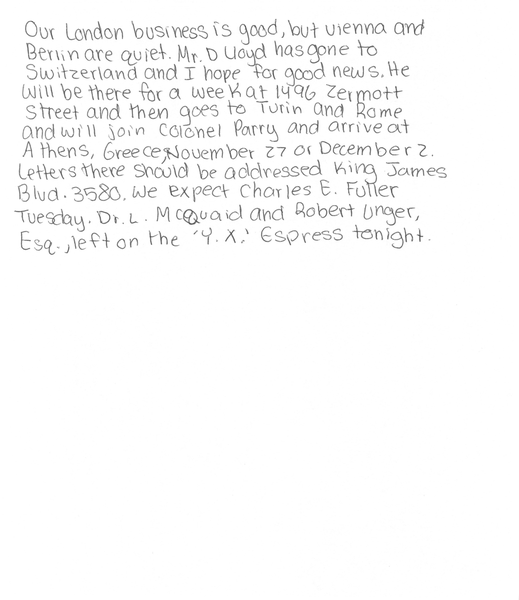 Our London business is good, but vienna and
Berlin are quiet. Mr. D Lloyd has gone to
Switzerland and I hope for good news. He
will be there for a week at 1496 Zermott
Street and then goes to Turin and Rome
and will join Colonel Parry and arrive at
Athens, Greece, November 27 or December 2.
Letters there should be addressed King James
Blvd. 3580. We expect Charles E. Fuller
Tuesday. Dr. L. McQuaid and Robert Unger,
Esq., left on the 'Y. X.' Espress tonight.